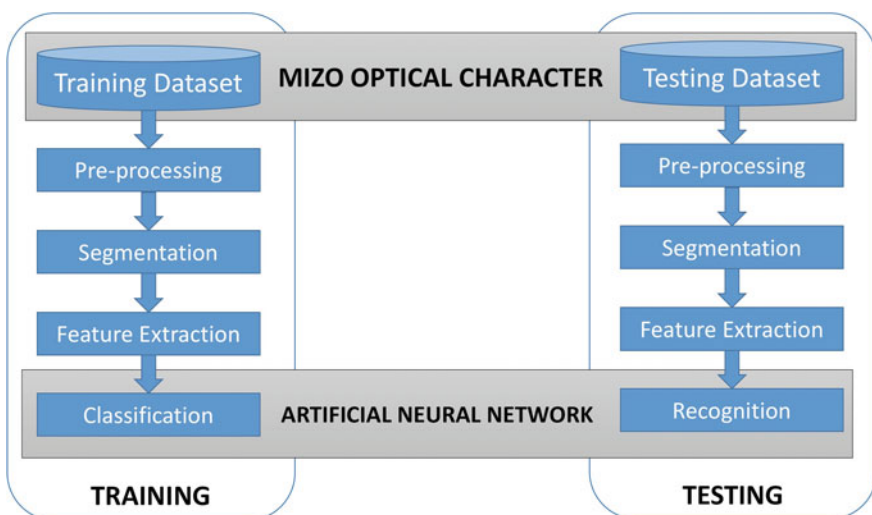 Training Dataset
MIZO OPTICAL CHARACTER
Testing Dataset
Pre-processing
Pre-processing
Segmentation
Segmentation
Feature Extraction
Feature Extraction
Classification
ARTIFICIAL NEURAL NETWORK
Recognition
TRAINING
TESTING